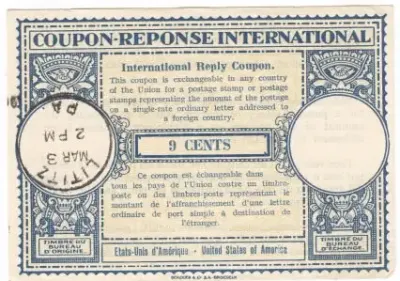 COUPON-REPONSE INTERNATIONAL
International Reply Coupon.
This coupon is exchangeable in any country
of the Union for a postage stamp or postage
stamps representing the amount of the postage
on a single-rate ordinary letter addressed to
a foreign country.
LITITZ
PA.
MAR 3
2 PM
9 CENTS
Ce coupon est échangeable dans
tous les pays de l'Union contre un timbre-
poste ou des timbres-poste représentant le
montant de l'affranchissement d'une lettre
ordinaire de port simple à destination de
l'étranger.
TIMBRE DU
BUREAU
D'ORIGINE.
Etats-Unis d'Amérique - United States of America
TIMBRE DU
BUREAU
D'ÉCHANGE.